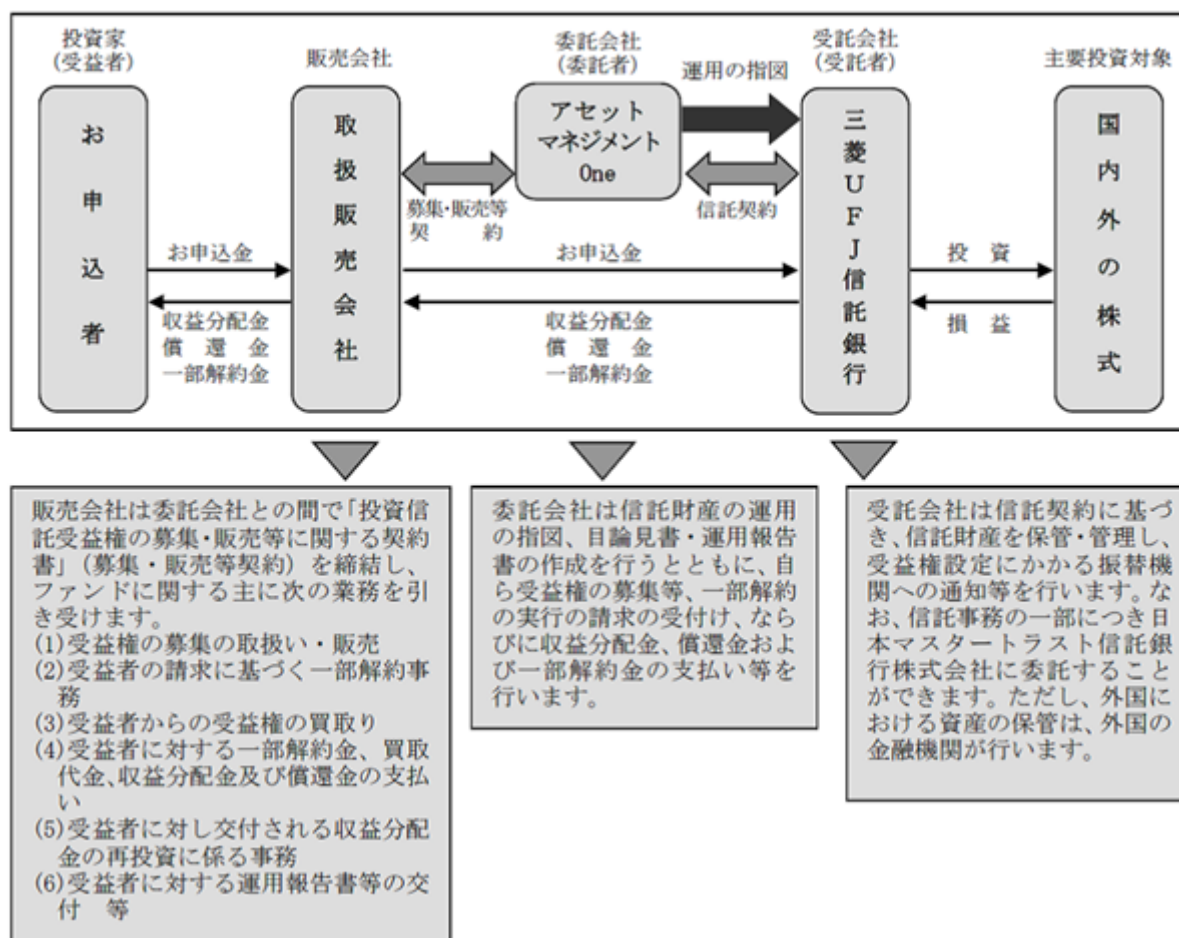 投資家
(受益者)
販売会社
委託会社
(委託者)
運用の指図
受託会社
(受託者)
主要投資対象
お申込者
取扱販売会社
アセット
マネジメント
One
三菱UFJ信託銀行
国内外の株式
募集・販売等
契約
信託契約
お申込金
収益分配金
償還金
一部解約金
お申込金
収益分配金
償還金
一部解約金
投資
損益
販売会社は委託会社との間で「投資信
託受益権の募集・販売等に関する契約
書」(募集・販売等契約)を締結し、
ファンドに関する主に次の業務を引
き受けます。
(1)受益権の募集の取扱い・販売
(2)受益者の請求に基づく一部解約事
務
(3)受益者からの受益権の買取り
(4)受益者に対する一部解約金、買取
代金、収益分配金及び償還金の支払
い
(5)受益者に対し交付される収益分配
金の再投資に係る事務
(6)受益者に対する運用報告書等の交
付 等
委託会社は信託財産の運用
の指図、目論見書・運用報告
書の作成を行うとともに、自
ら受益権の募集等、一部解約
の実行の請求の受付け、なら
びに収益分配金、償還金およ
び一部解約金の支払い等を
行います。
受託会社は信託契約に基づ
き、信託財産を保管・管理し、
受益権設定にかかる振替機
関への通知等を行います。な
お、信託事務の一部につき日
本マスタートラスト信託銀
行株式会社に委託すること
ができます。ただし、外国に
おける資産の保管は、外国の
金融機関が行います。